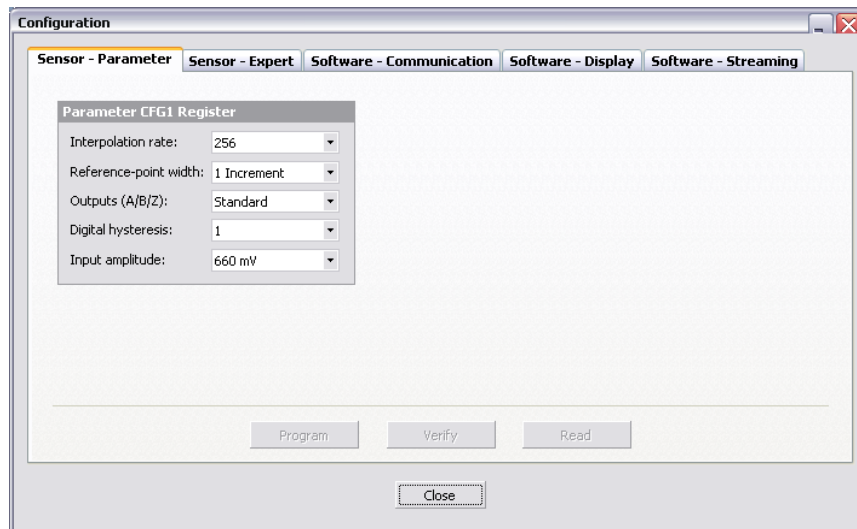 Configuration
Sensor - Parameter Sensor - Expert Software - Communication Software - Display Software - Streaming
Parameter CFG1 Register
Interpolation rate: 256
Reference-point width: 1 Increment
Outputs (A/B/Z): Standard
Digital hysteresis: 1
Input amplitude: 660 mV
Program Verify Read
Close